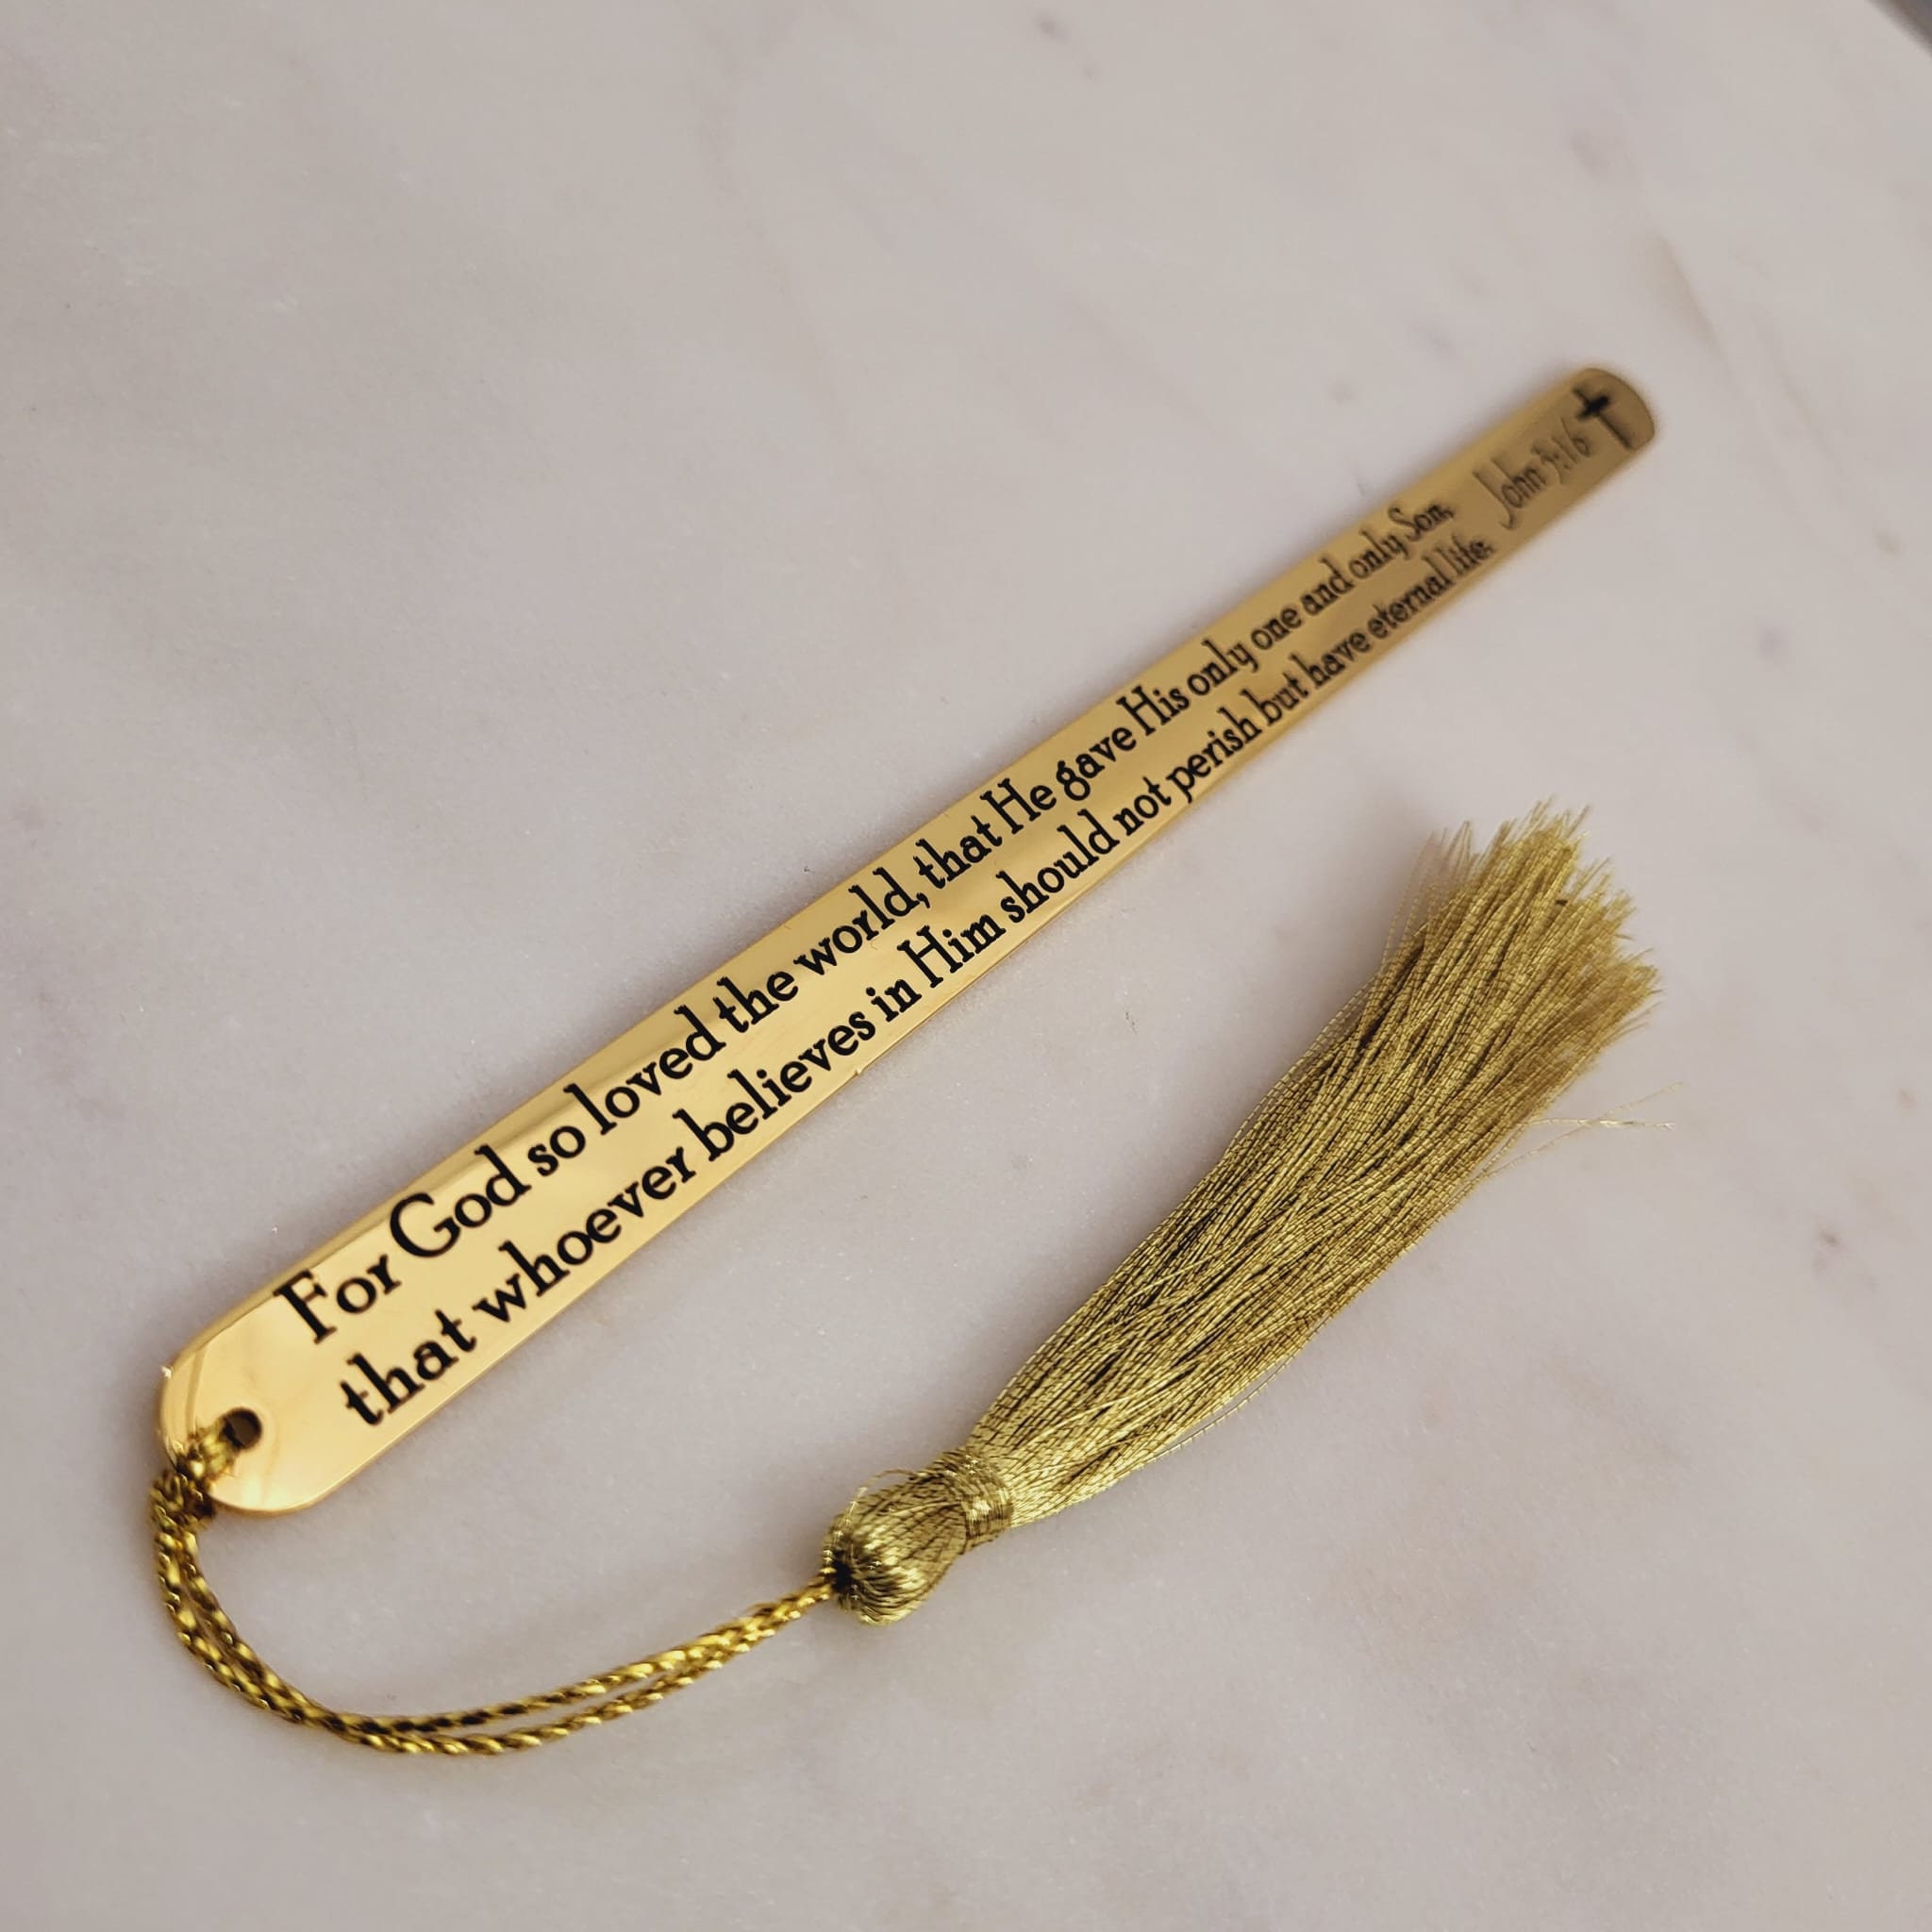 For God so loved the world, that He gave His only one and only Son,
that whoever believes in Him should not perish but have eternal life.
John 3:16